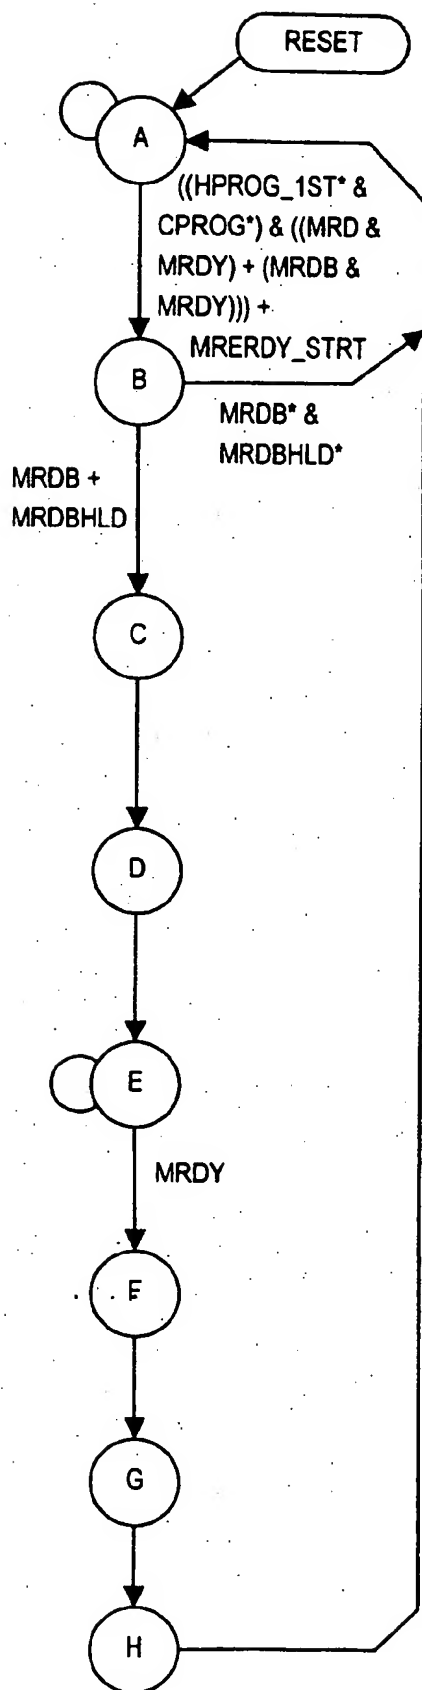 RESET
A
((HPROG_1ST* &
CPROG*) & ((MRD &
MRDY) + (MRDB &
MRDY))) +
MRERDY_STRT
B
MRDB* &
MRDBHLD*
MRDB +
MRDBHLD
C
D
E
MRDY
F
G
H